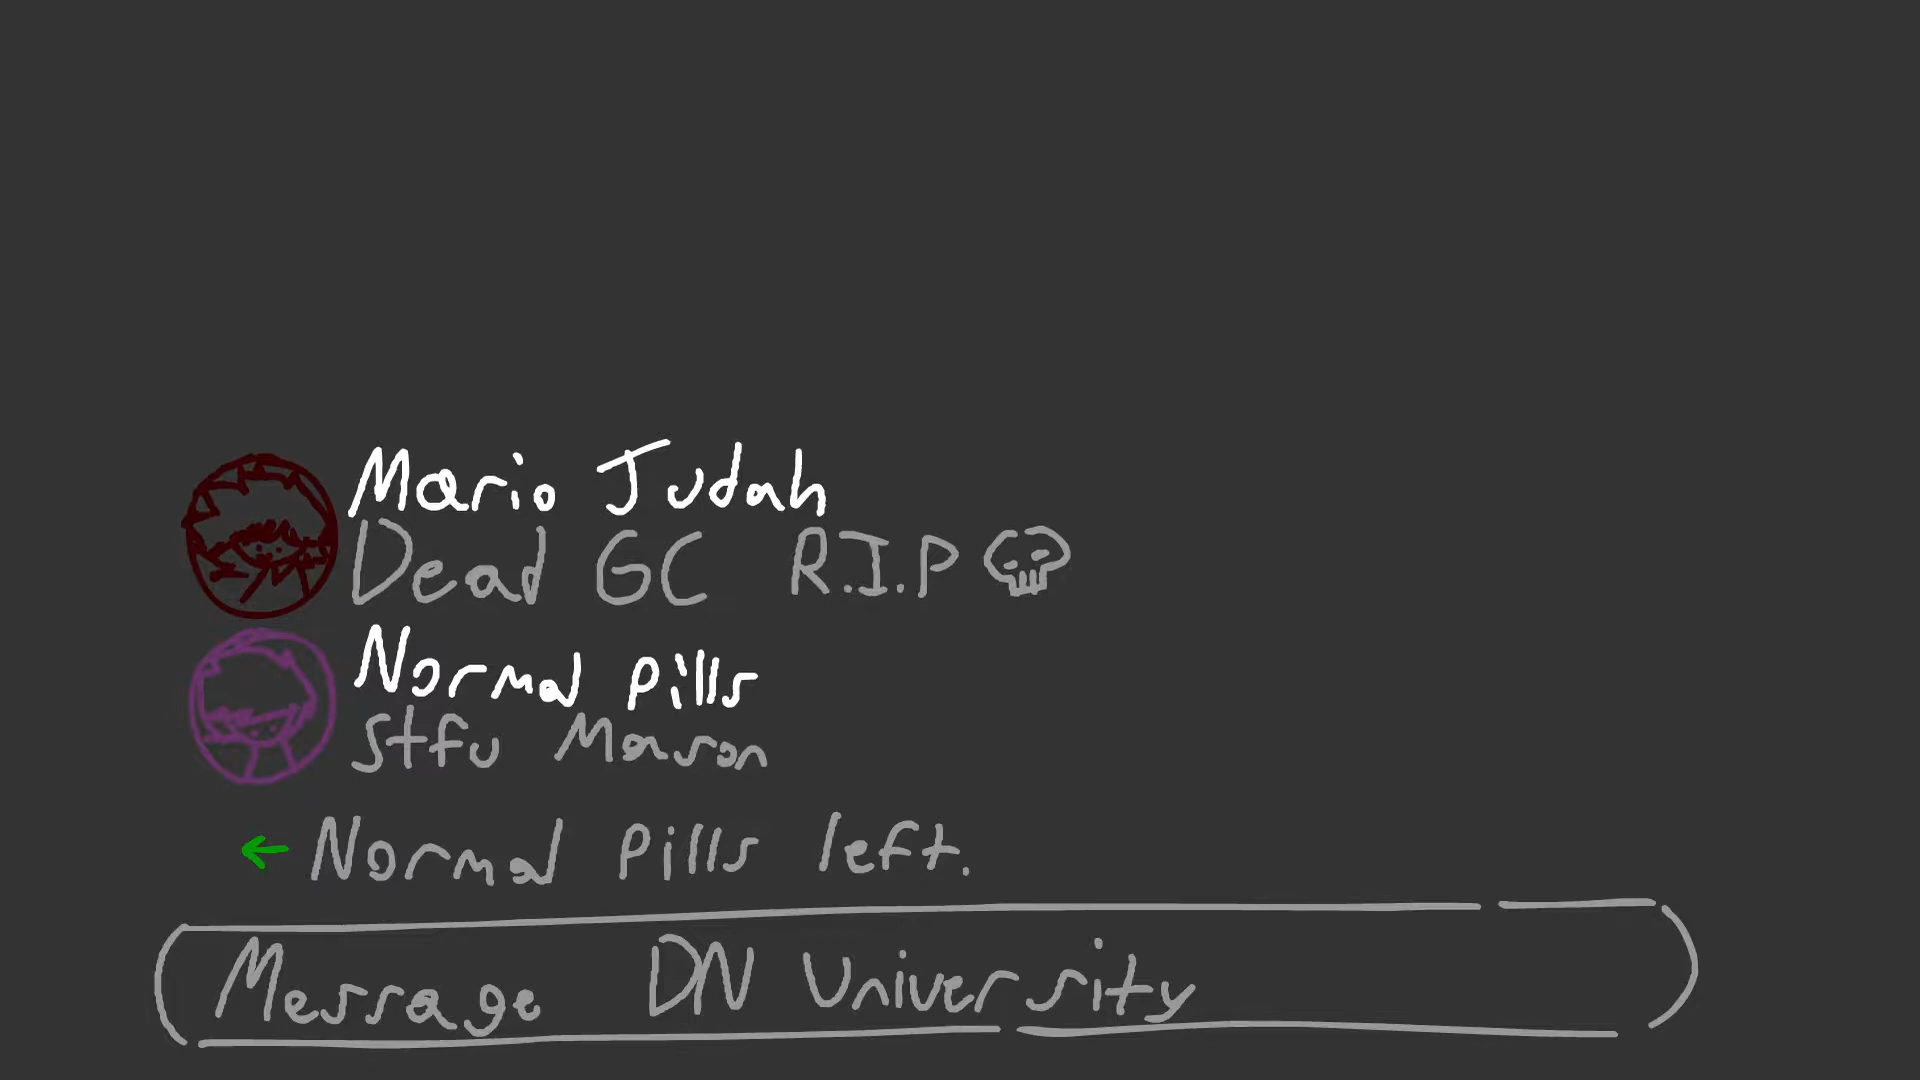 Mario Judah
Dead GC R.I.P
Normal pills
Stfu Mason
Normal pills left.
Message DN University